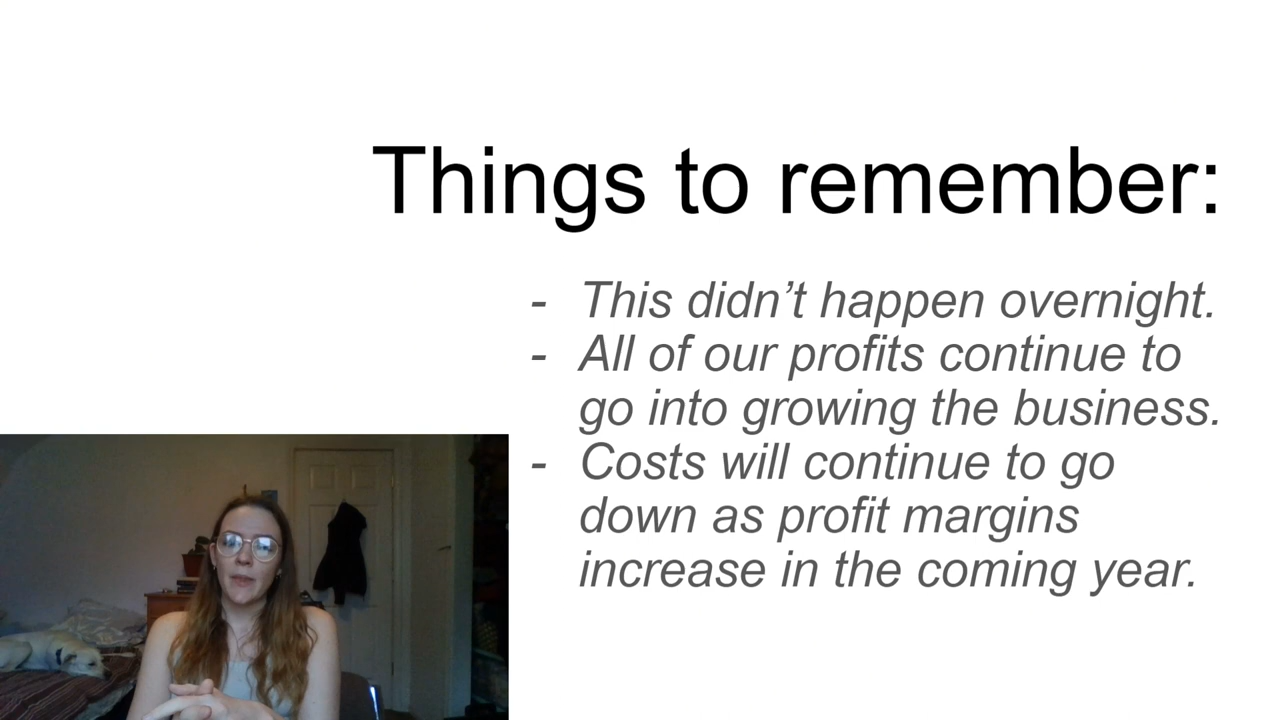 Things to remember:
- This didn’t happen overnight.
- All of our profits continue to
go into growing the business.
- Costs will continue to go
down as profit margins
increase in the coming year.